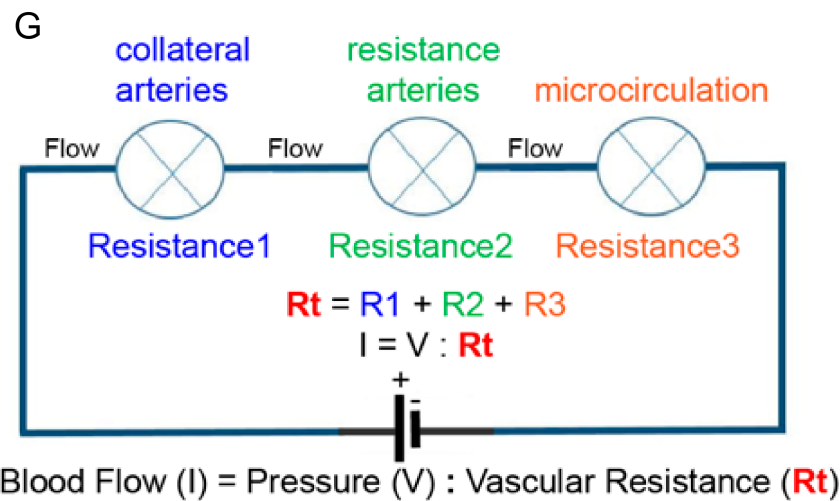 G
collateral arteries
resistance arteries
microcirculation
Flow
Flow
Flow
Resistance1
Resistance2
Resistance3
Rt = R1 + R2 + R3
I = V : Rt
+
-
Blood Flow (I) = Pressure (V) : Vascular Resistance (Rt)